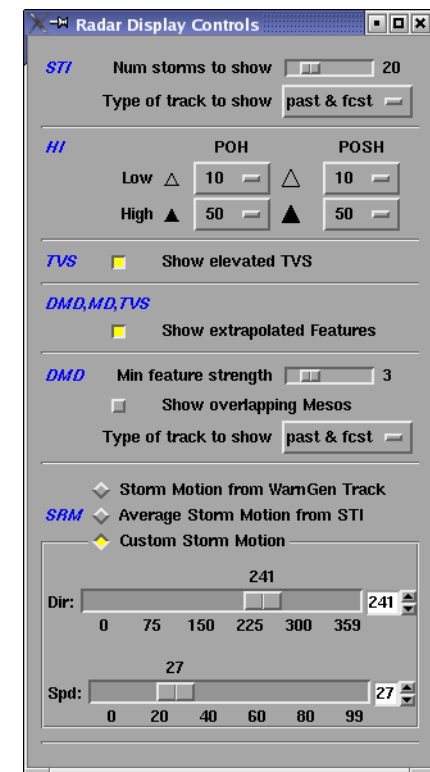 Radar Display Controls
STI Num storms to show 20
Type of track to show past & fcst
HI POH POSH
Low 10 10
High 50 50
TVS Show elevated TVS
DMD,MD,TVS
Show extrapolated Features
DMD Min feature strength 3
Show overlapping Mesos
Type of track to show past & fcst
Storm Motion from WarnGen Track
SRM Average Storm Motion from STI
Custom Storm Motion
241
Dir: 241
0 75 150 225 300 359
27
Spd: 27
0 20 40 60 80 99